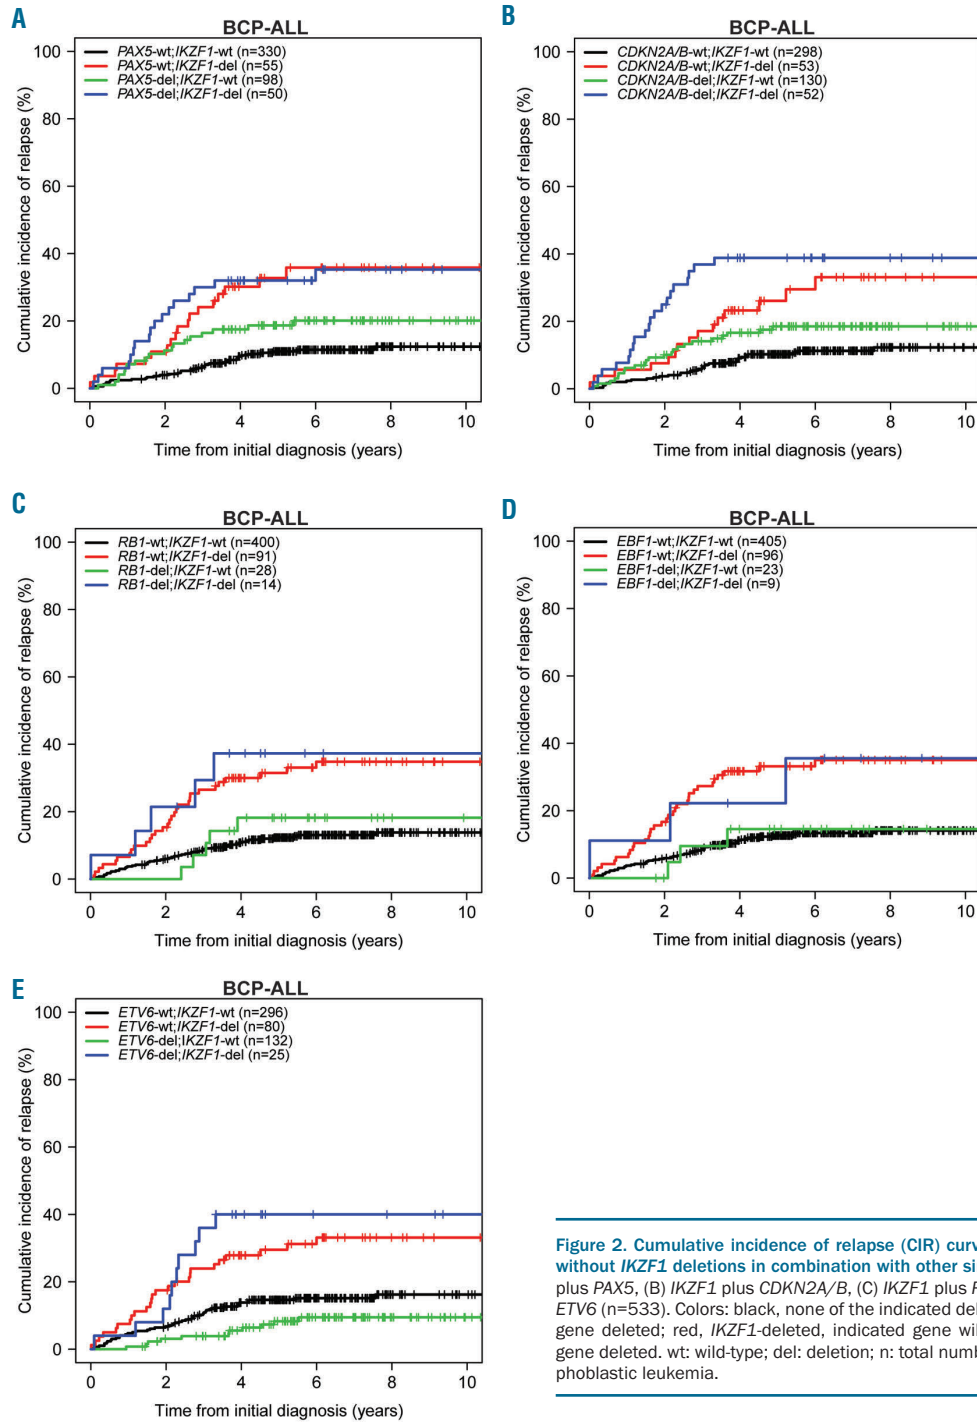 A
BCP-ALL
PAX5-wt;IKZF1-wt (n=330)
PAX5-wt;IKZF1-del (n=55)
PAX5-del;IKZF1-wt (n=98)
PAX5-del;IKZF1-del (n=50)
Cumulative incidence of relapse (%)
100
80
60
40
20
0
0 2 4 6 8 10
Time from initial diagnosis (years)
B
BCP-ALL
CDKN2A/B-wt;IKZF1-wt (n=298)
CDKN2A/B-wt;IKZF1-del (n=53)
CDKN2A/B-del;IKZF1-wt (n=130)
CDKN2A/B-del;IKZF1-del (n=52)
Cumulative incidence of relapse (%)
100
80
60
40
20
0
0 2 4 6 8 10
Time from initial diagnosis (years)
C
BCP-ALL
RB1-wt;IKZF1-wt (n=400)
RB1-wt;IKZF1-del (n=91)
RB1-del;IKZF1-wt (n=28)
RB1-del;IKZF1-del (n=14)
Cumulative incidence of relapse (%)
100
80
60
40
20
0
0 2 4 6 8 10
Time from initial diagnosis (years)
D
BCP-ALL
EBF1-wt;IKZF1-wt (n=405)
EBF1-wt;IKZF1-del (n=96)
EBF1-del;IKZF1-wt (n=23)
EBF1-del;IKZF1-del (n=9)
Cumulative incidence of relapse (%)
100
80
60
40
20
0
0 2 4 6 8 10
Time from initial diagnosis (years)
E
BCP-ALL
ETV6-wt;IKZF1-wt (n=296)
ETV6-wt;IKZF1-del (n=80)
ETV6-del;IKZF1-wt (n=132)
ETV6-del;IKZF1-del (n=25)
Cumulative incidence of relapse (%)
100
80
60
40
20
0
0 2 4 6 8 10
Time from initial diagnosis (years)
Figure 2. Cumulative incidence of relapse (CIR) curv
without IKZF1 deletions in combination with other si
plus PAX5, (B) IKZF1 plus CDKN2A/B, (C) IKZF1 plus
ETV6 (n=533). Colors: black, none of the indicated del
gene deleted; red, IKZF1-deleted, indicated gene wil
gene deleted. wt: wild-type; del: deletion; n: total numb
phoblastic leukemia.